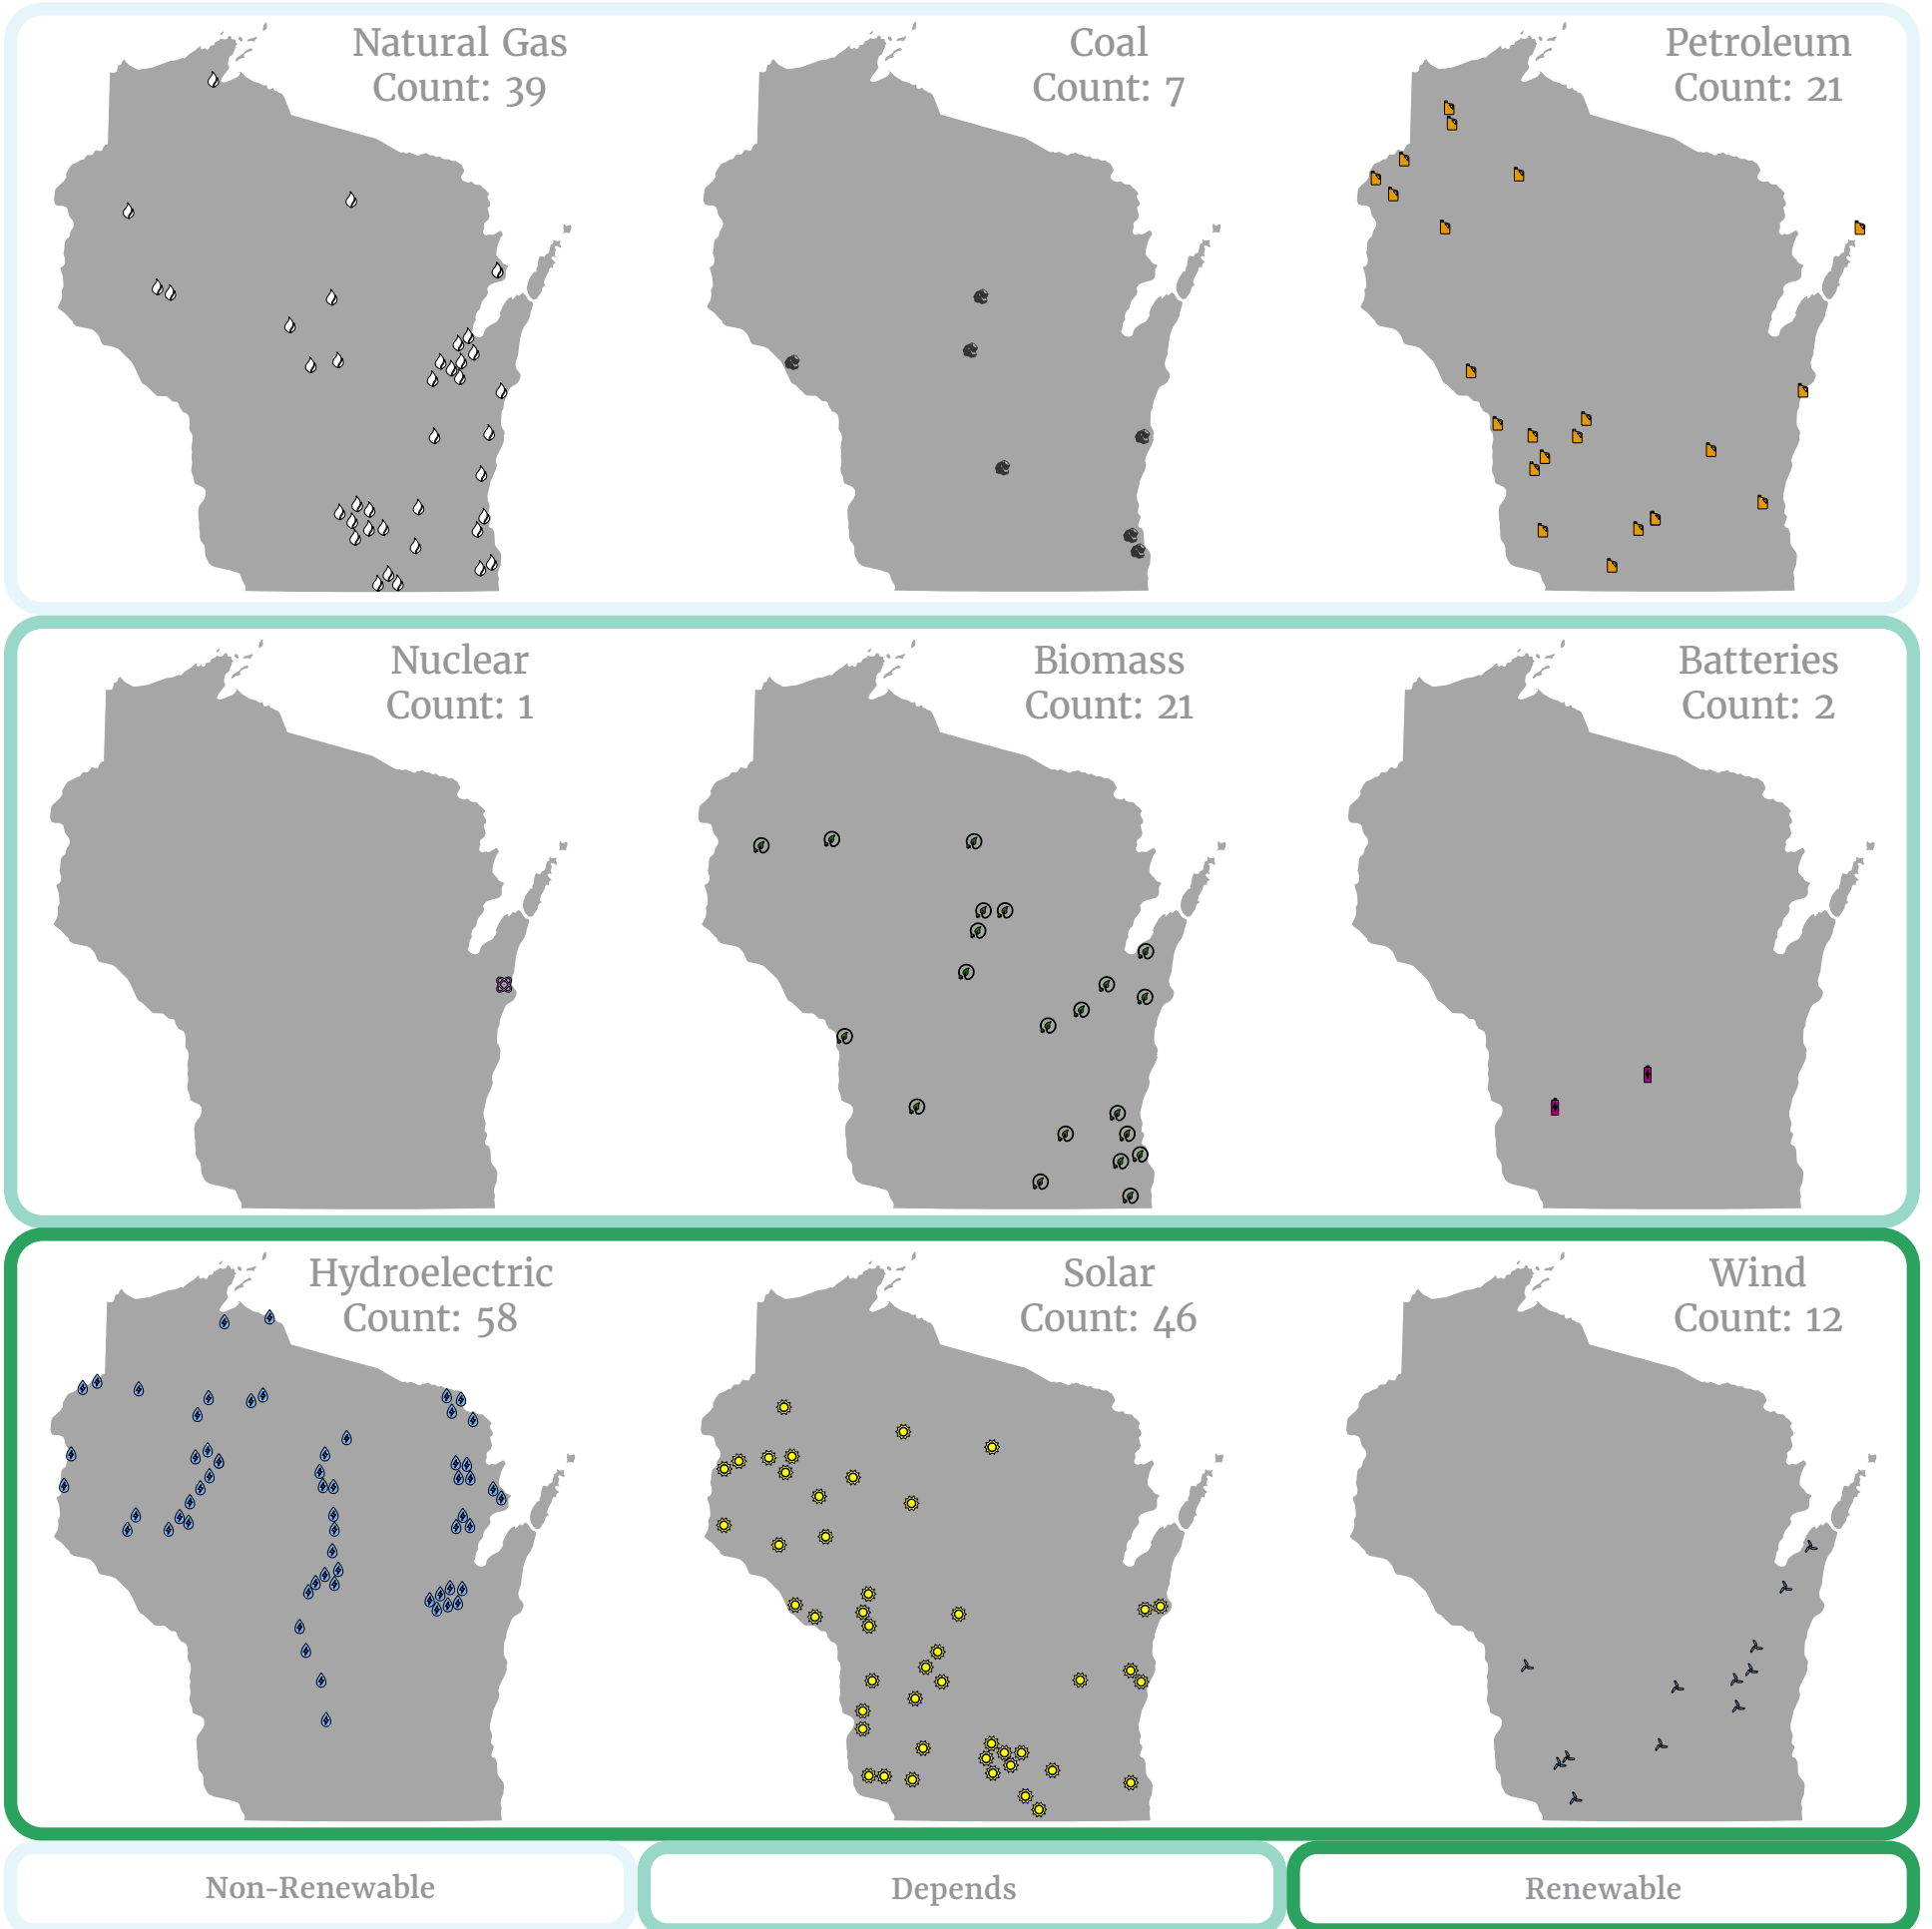 Natural Gas
Count: 39
Coal
Count: 7
Petroleum
Count: 21
Nuclear
Count: 1
Biomass
Count: 21
Batteries
Count: 2
Hydroelectric
Count: 58
Solar
Count: 46
Wind
Count: 12
Non-Renewable
Depends
Renewable